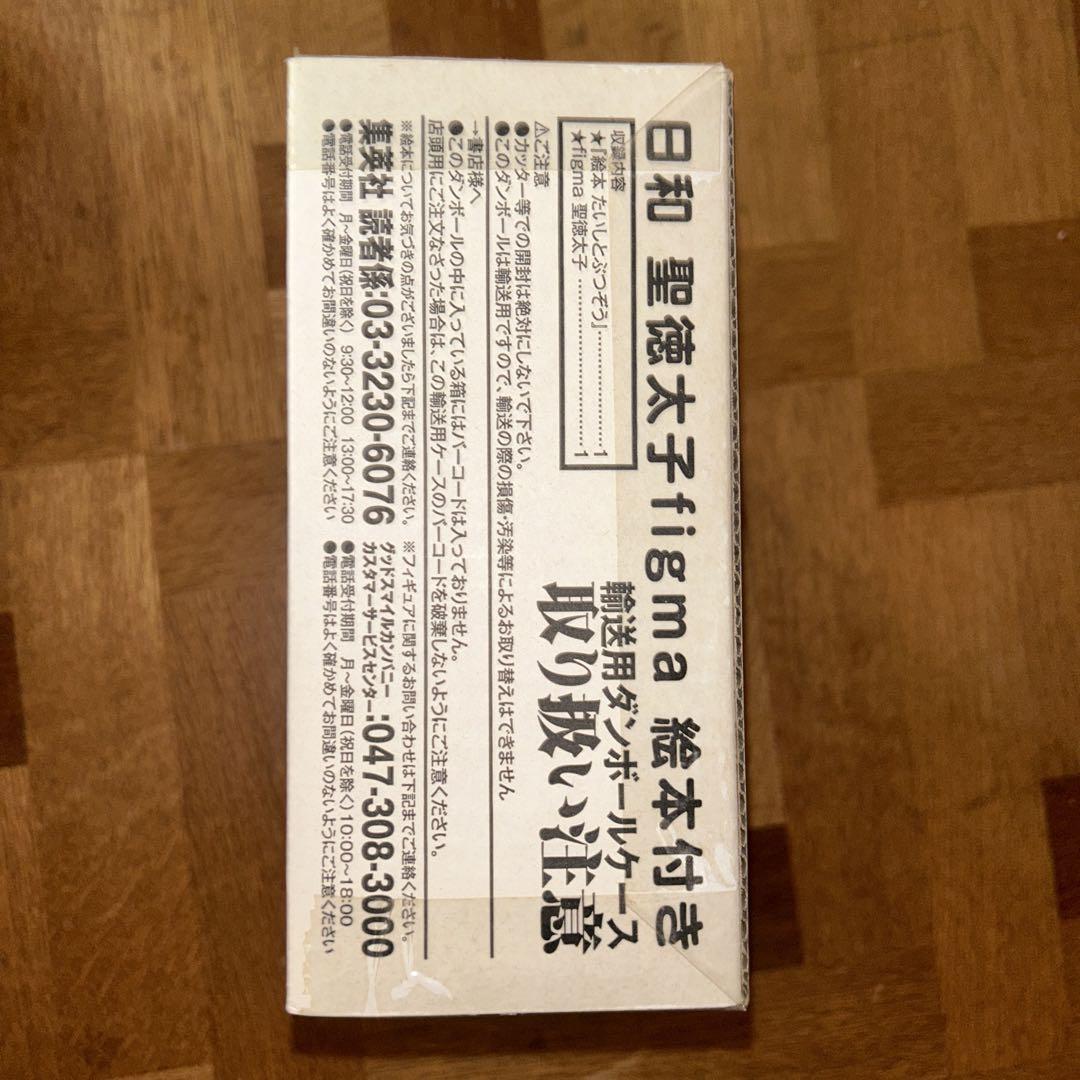 日和 聖徳太子figma 絵本付き
収録内容
★『絵本 たいしとぶつぞう』……………1
★figma 聖徳太子 ……………………1
輸送用ダンボールケース
取り扱い注意
⚠ご注意
●カッター等での開封は絶対にしないで下さい。
●このダンボールは輸送用ですので、輸送の際の損傷・汚染等によるお取り替えはできません
→書店様へ
●このダンボールの中に入っている箱にはバーコードは入っておりません。
店頭用にご注文なさった場合は、この輸送用ケースのバーコードを破棄しないようにご注意ください。
※絵本についてお気づきの点がございましたら下記までご連絡ください。
集英社 読者係:03-3230-6076
●電話受付期間 月~金曜日(祝日を除く) 9:30~12:00 13:00~17:30
●電話番号はよく確かめてお間違いのないようにご注意ください
※フィギュアに関するお問い合わせは下記までご連絡ください。
グッドスマイルカンパニー
カスタマーサービスセンター:047-308-3000
●電話受付期間 月~金曜日(祝日を除く)10:00~18:00
●電話番号はよく確かめてお間違いのないようにご注意ください